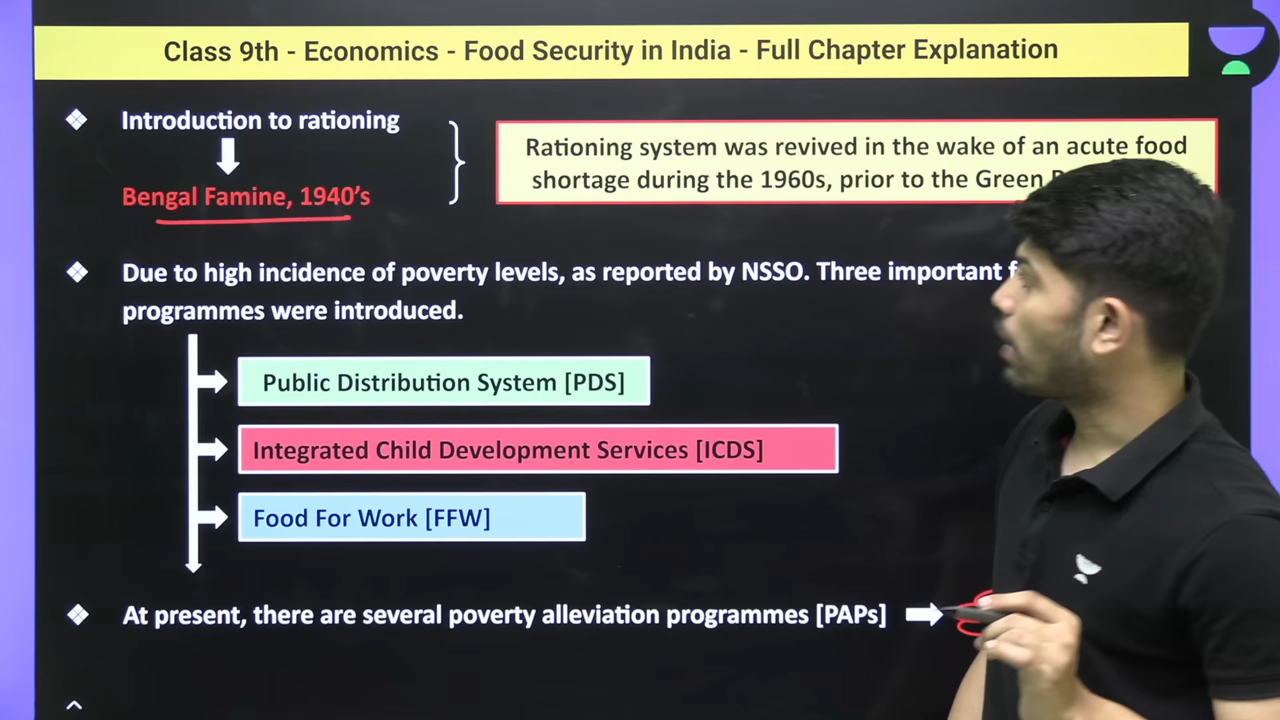 Class 9th - Economics - Food Security in India - Full Chapter Explanation
Introduction to rationing
Bengal Famine, 1940's
Rationing system was revived in the wake of an acute food
shortage during the 1960s, prior to the Green
Due to high incidence of poverty levels, as reported by NSSO. Three important
programmes were introduced.
Public Distribution System [PDS]
Integrated Child Development Services [ICDS]
Food For Work [FFW]
At present, there are several poverty alleviation programmes [PAPs]